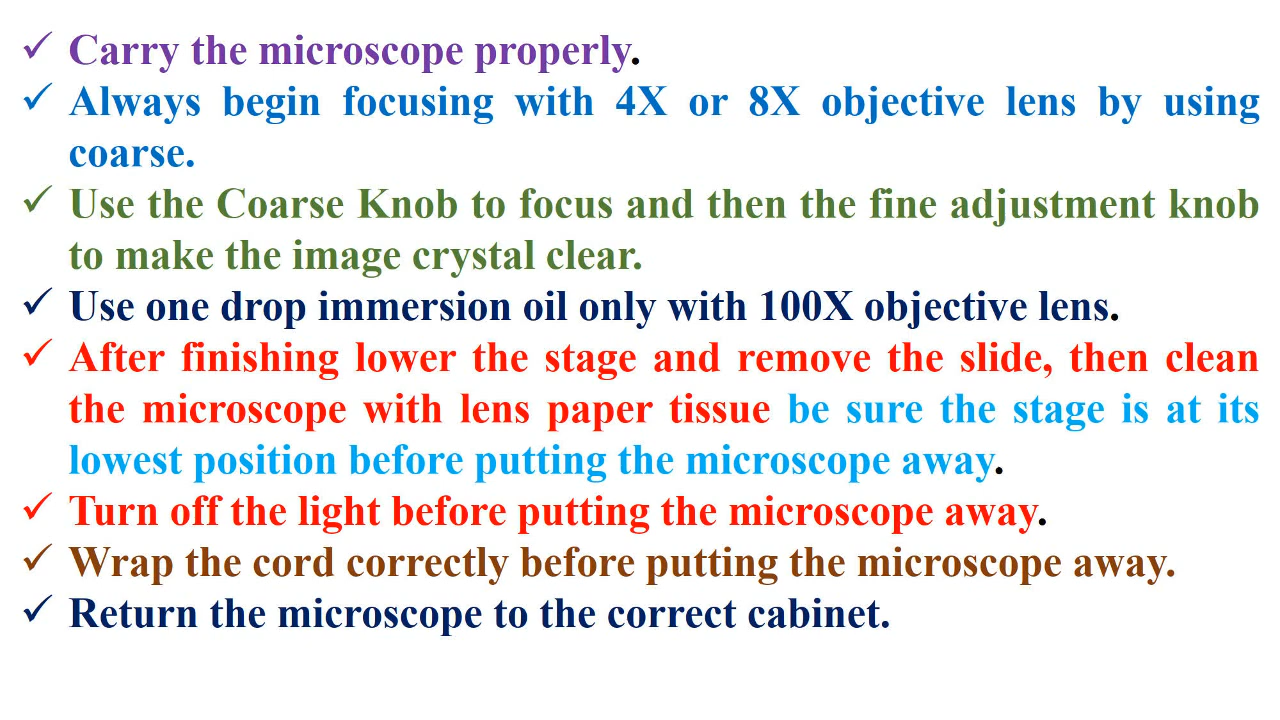 ✓ Carry the microscope properly.
✓ Always begin focusing with 4X or 8X objective lens by using
coarse.
✓ Use the Coarse Knob to focus and then the fine adjustment knob
to make the image crystal clear.
✓ Use one drop immersion oil only with 100X objective lens.
✓ After finishing lower the stage and remove the slide, then clean
the microscope with lens paper tissue be sure the stage is at its
lowest position before putting the microscope away.
✓ Turn off the light before putting the microscope away.
✓ Wrap the cord correctly before putting the microscope away.
✓ Return the microscope to the correct cabinet.